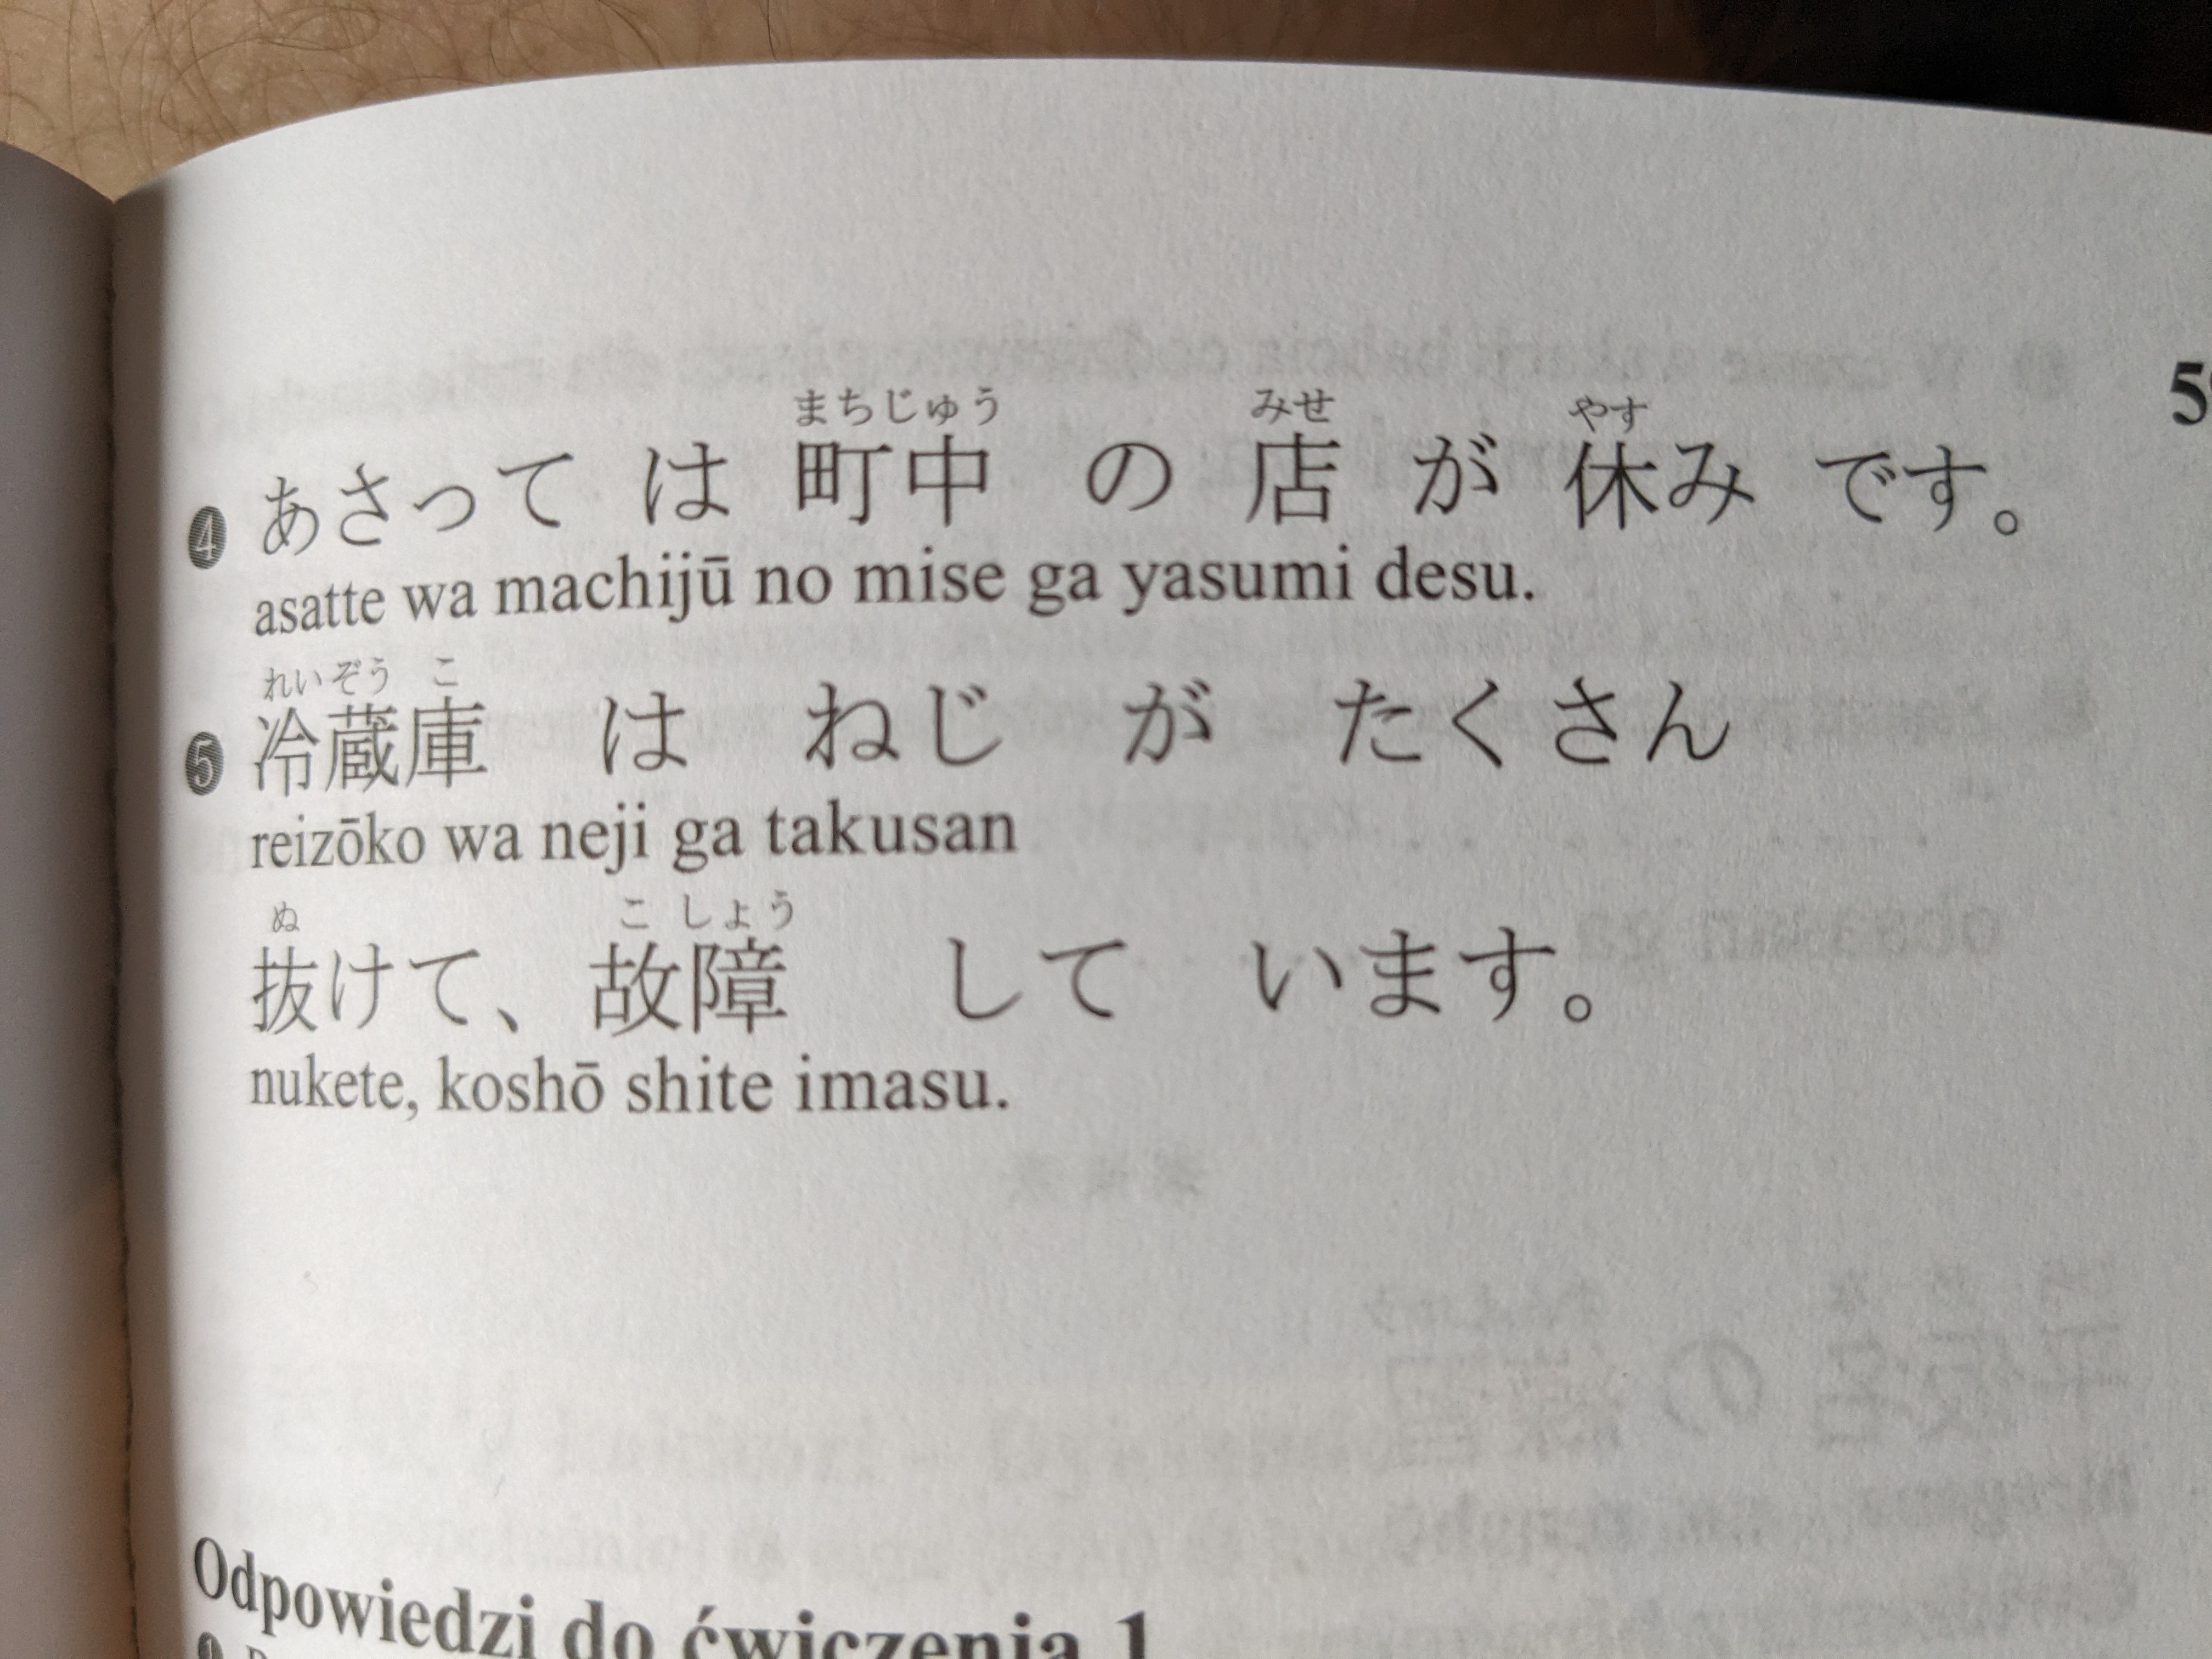 まちじゅう みせ やす
❹ あさって は 町中 の 店 が 休み です。
asatte wa machijū no mise ga yasumi desu.
れいぞうこ
❺ 冷蔵庫 は ねじ が たくさん
reizōko wa neji ga takusan
ぬ こ しょう
抜けて、 故障 して います。
nukete, koshō shite imasu.
Odpowiedzi do ćwiczenia 1